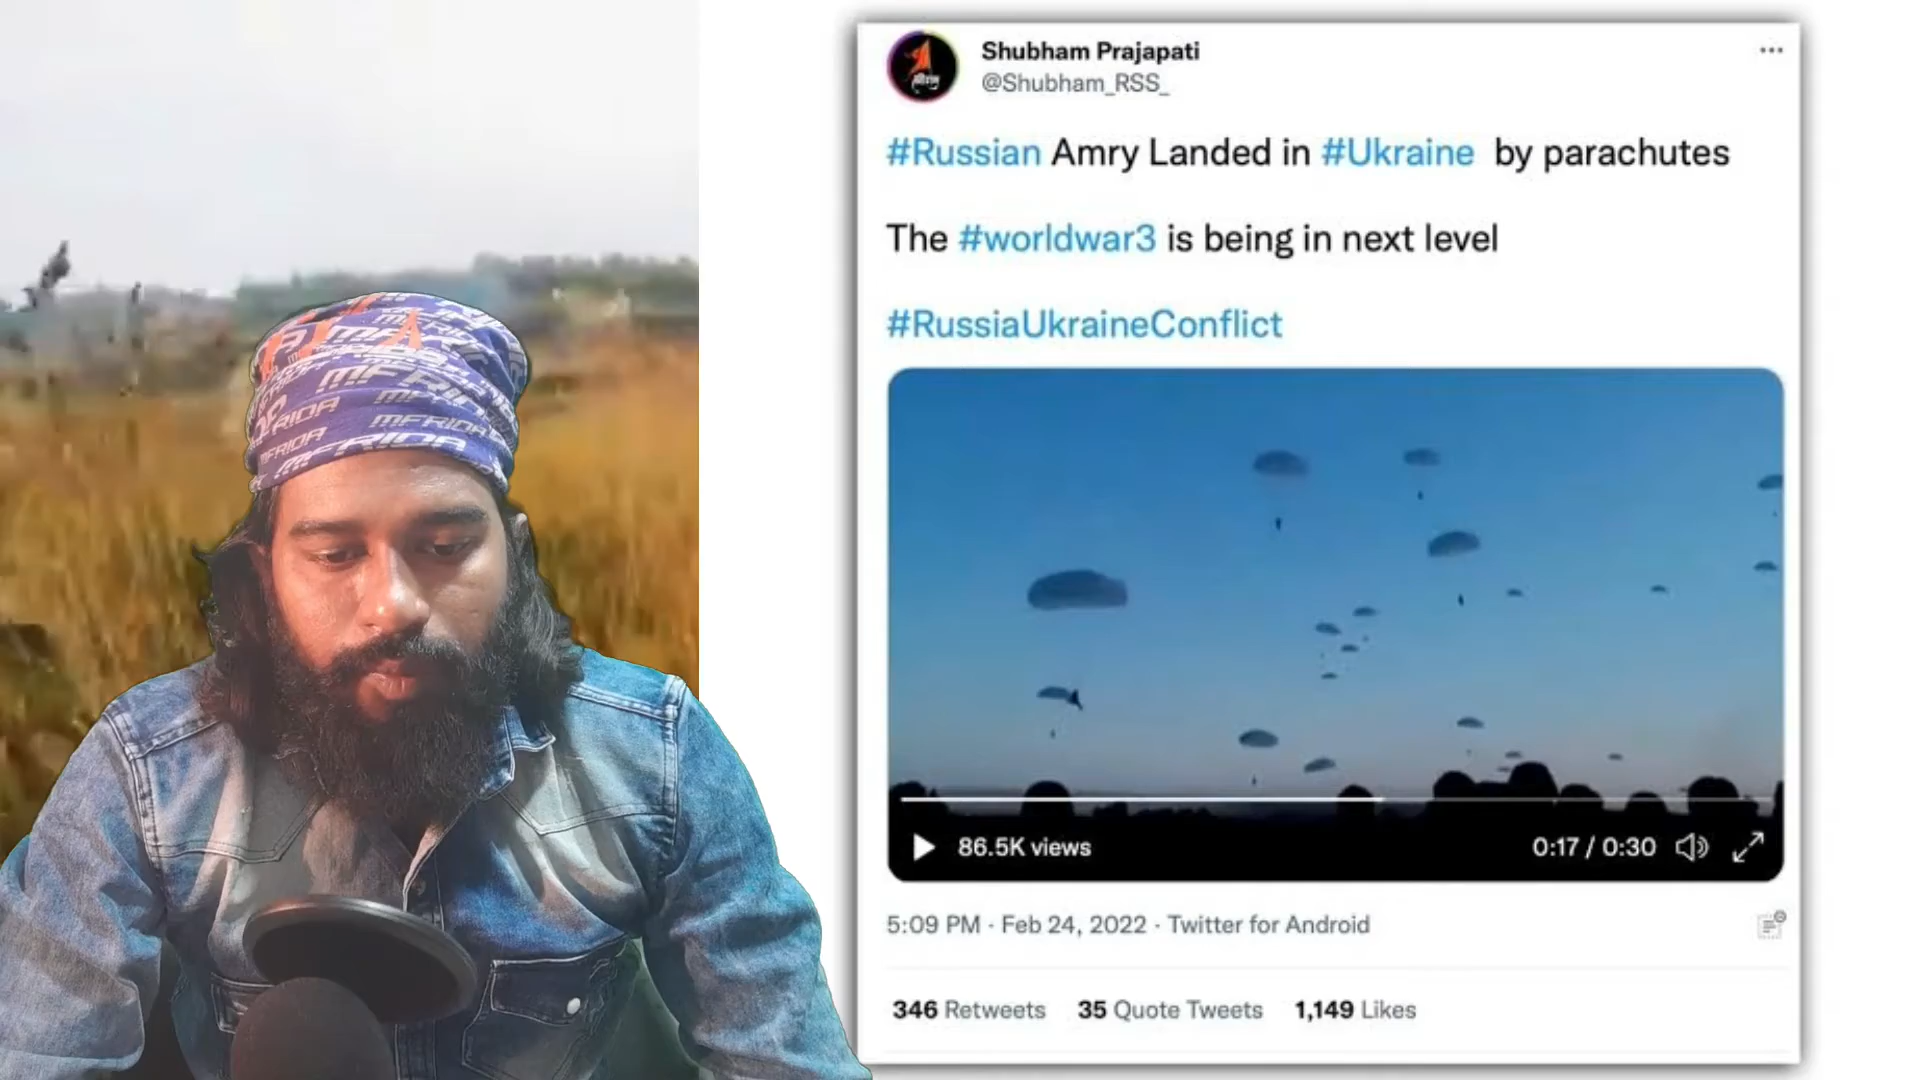 Shubham Prajapati
@Shubham_RSS_
#Russian Amry Landed in #Ukraine by parachutes
The #worldwar3 is being in next level
#RussiaUkraineConflict
86.5K views
0:17 / 0:30
5:09 PM · Feb 24, 2022 · Twitter for Android
346 Retweets 35 Quote Tweets 1,149 Likes
MFRIDA
MFRIDA
MFRIDA